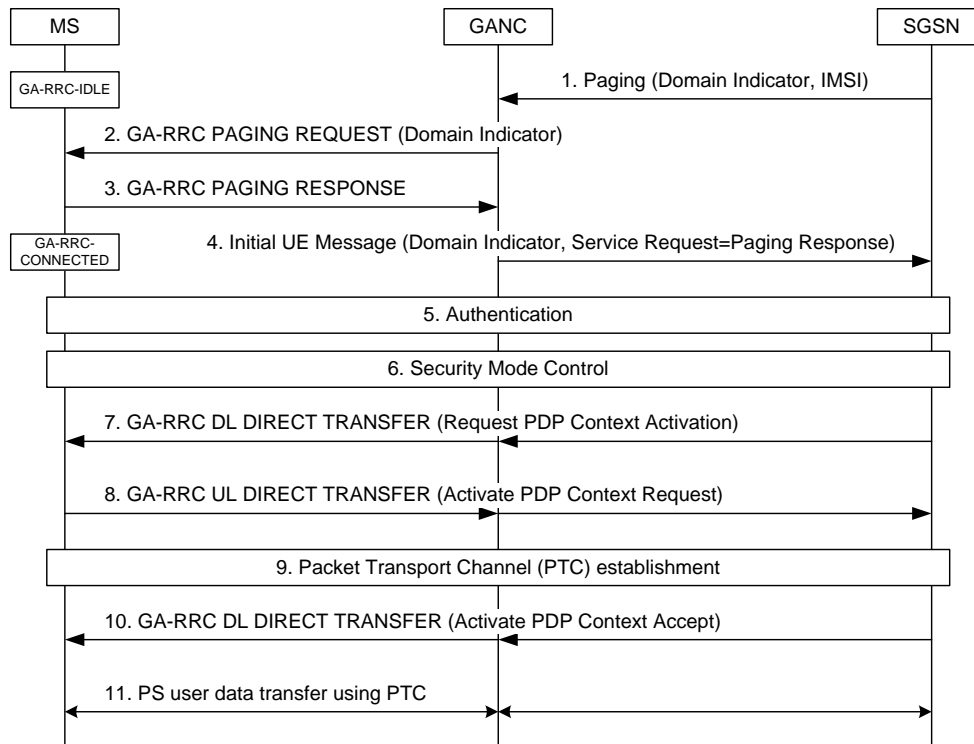 MS
GANC
SGSN
GA-RRC-IDLE
1. Paging (Domain Indicator, IMSI)
2. GA-RRC PAGING REQUEST (Domain Indicator)
3. GA-RRC PAGING RESPONSE
GA-RRC-
CONNECTED
4. Initial UE Message (Domain Indicator, Service Request=Paging Response)
5. Authentication
6. Security Mode Control
7. GA-RRC DL DIRECT TRANSFER (Request PDP Context Activation)
8. GA-RRC UL DIRECT TRANSFER (Activate PDP Context Request)
9. Packet Transport Channel (PTC) establishment
10. GA-RRC DL DIRECT TRANSFER (Activate PDP Context Accept)
11. PS user data transfer using PTC